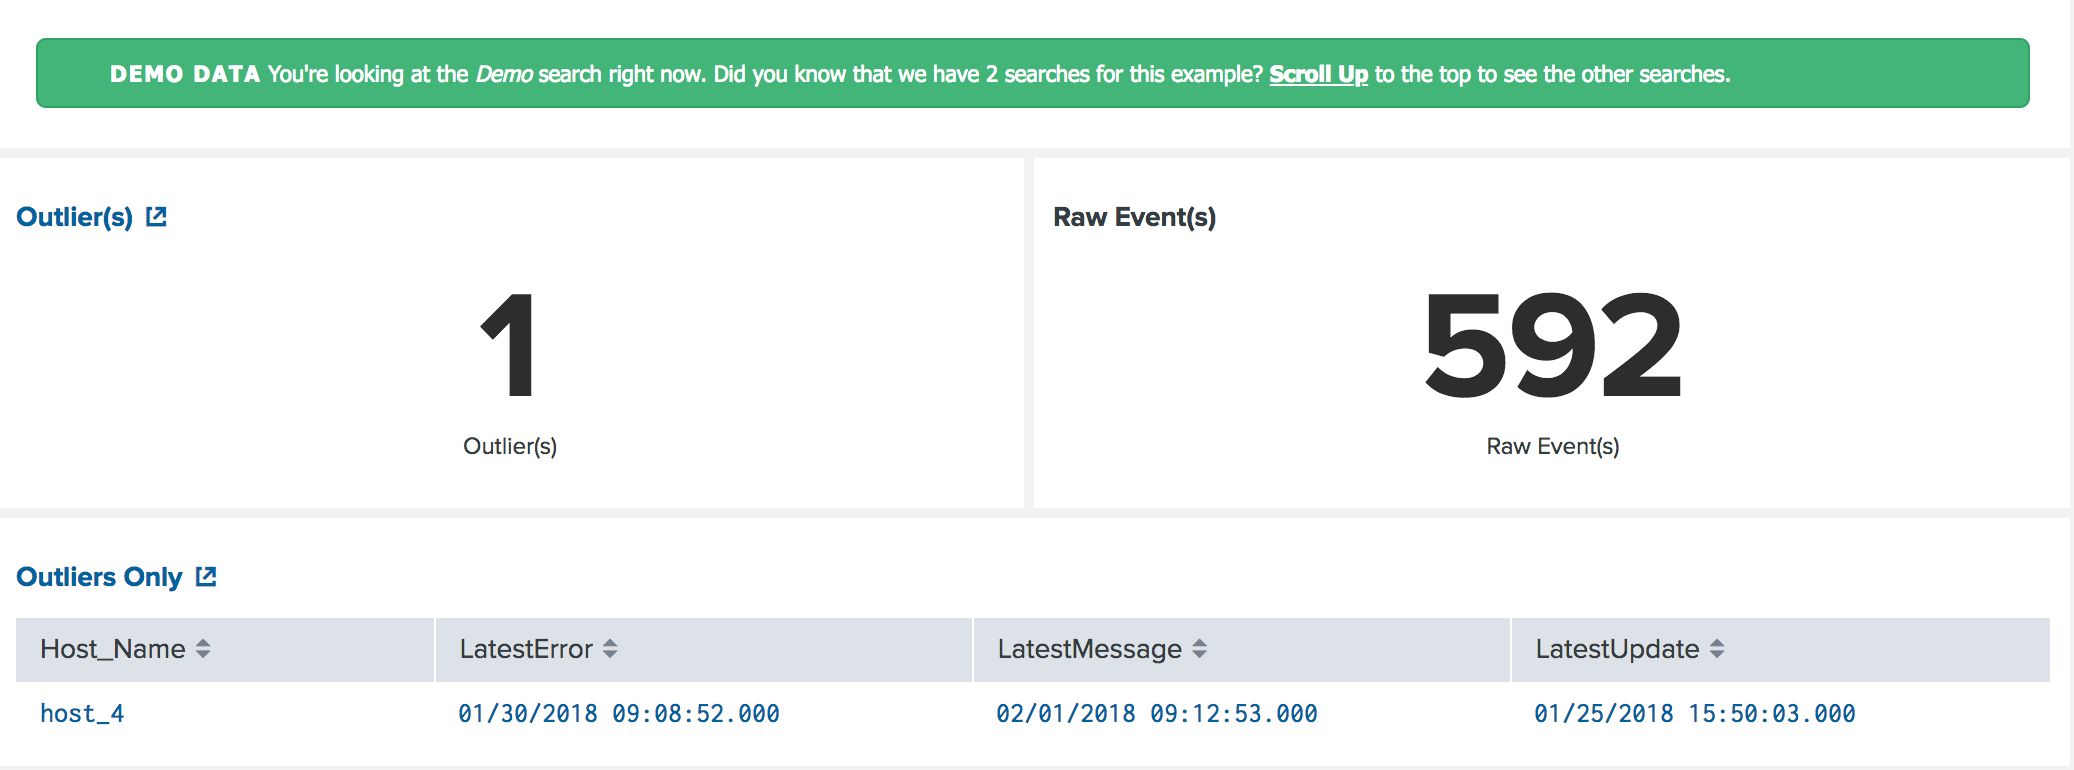 DEMO DATA You're looking at the Demo search right now. Did you know that we have 2 searches for this example? Scroll Up to the top to see the other searches.
Outlier(s)
Raw Event(s)
1
592
Outlier(s)
Raw Event(s)
Outliers Only
Host_Name LatestError LatestMessage LatestUpdate
host_4 01/30/2018 09:08:52.000 02/01/2018 09:12:53.000 01/25/2018 15:50:03.000